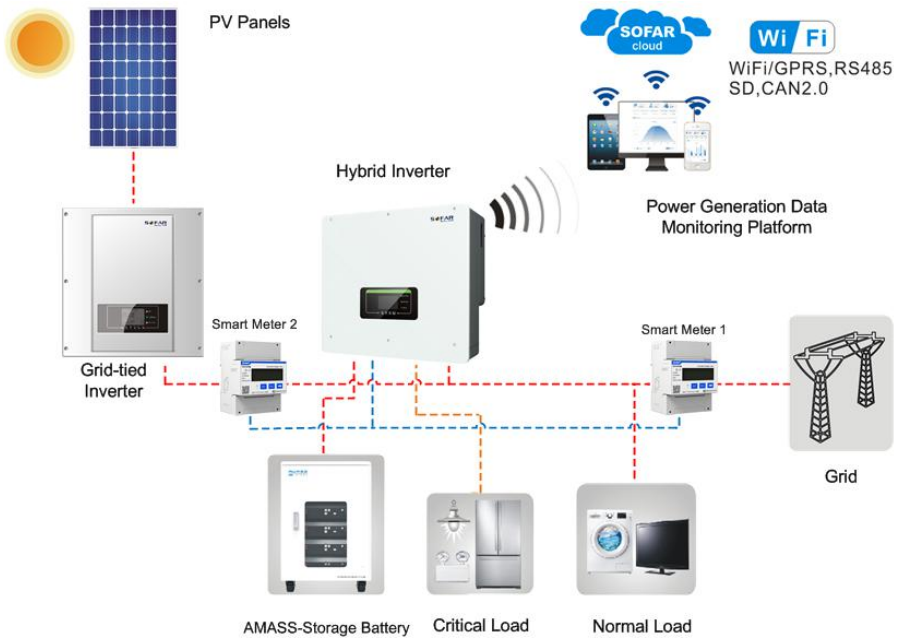 PV Panels
SOFAR
cloud
Wi Fi
WiFi/GPRS,RS485
SD,CAN2.0
Hybrid Inverter
Power Generation Data
Monitoring Platform
SOFAR
SOFAR
Smart Meter 2
Smart Meter 1
Grid-tied
Inverter
Grid
AMASS-Storage Battery
Critical Load
Normal Load